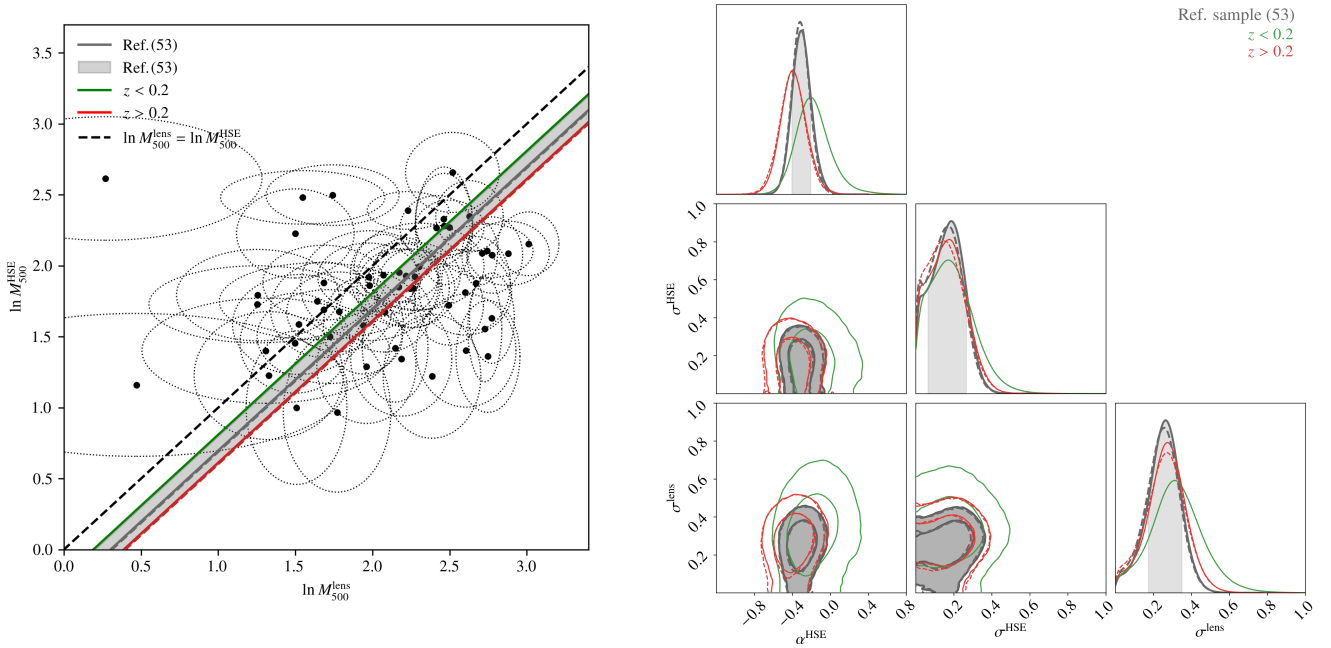 Ref. (53)
Ref. (53)
z < 0.2
z > 0.2
ln M_500^lens = ln M_500^HSE
3.5
3.0
2.5
2.0
1.5
1.0
0.5
0.0
ln M_500^HSE
0.0 0.5 1.0 1.5 2.0 2.5 3.0
ln M_500^lens
Ref. sample (53)
z < 0.2
z > 0.2
1.0
0.8
0.4
0.2
σ^HSE
1.0
0.8
0.6
0.4
0.2
σ^lens
−0.8 −0.4 0.0 0.4 0.8
α^HSE
0.2 0.4 0.6 0.8 1.0
σ^HSE
0.2 0.4 0.6 0.8 1.0
σ^lens